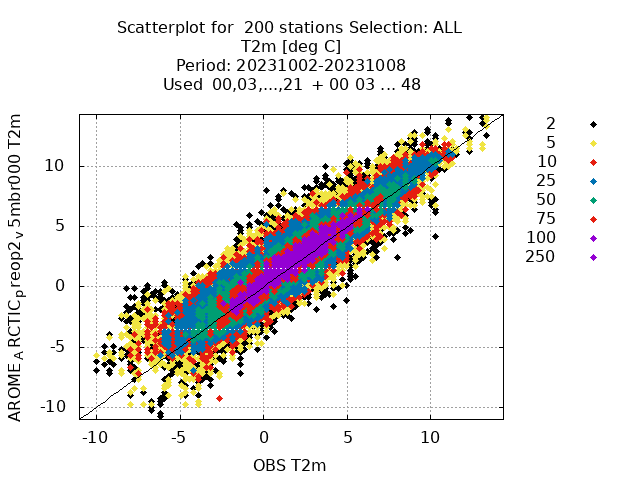 Scatterplot for 200 stations Selection: ALL
T2m [deg C]
Period: 20231002-20231008
Used 00,03,...,21 + 00 03 ... 48
AROME_ARCTIC_preop2_v 5mbr000 T2m
10
5
0
-5
-10
-10 -5 0 5 10
OBS T2m
2
5
10
25
50
75
100
250